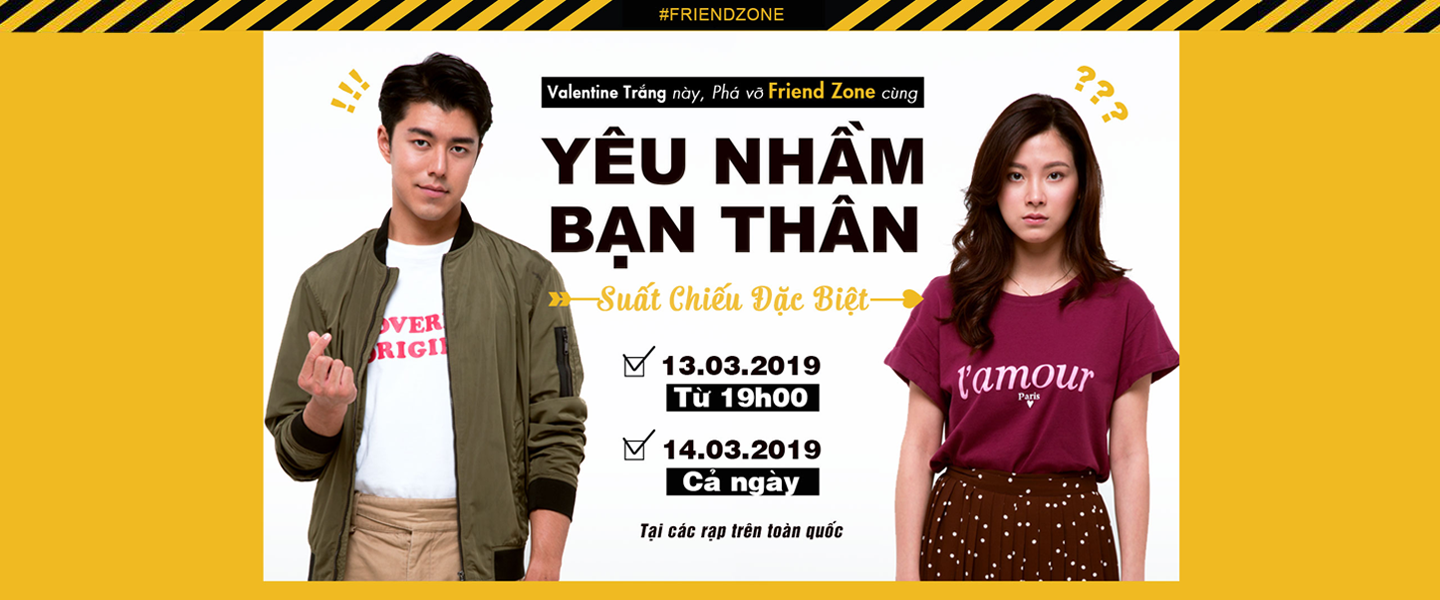 #FRIENDZONE
!!!
???
Valentine Trắng này, Phá vỡ Friend Zone cùng
YÊU NHẦM
BẠN THÂN
Suất Chiếu Đặc Biệt
13.03.2019
Từ 19h00
14.03.2019
Cả ngày
Tại các rạp trên toàn quốc
l'amour
Paris